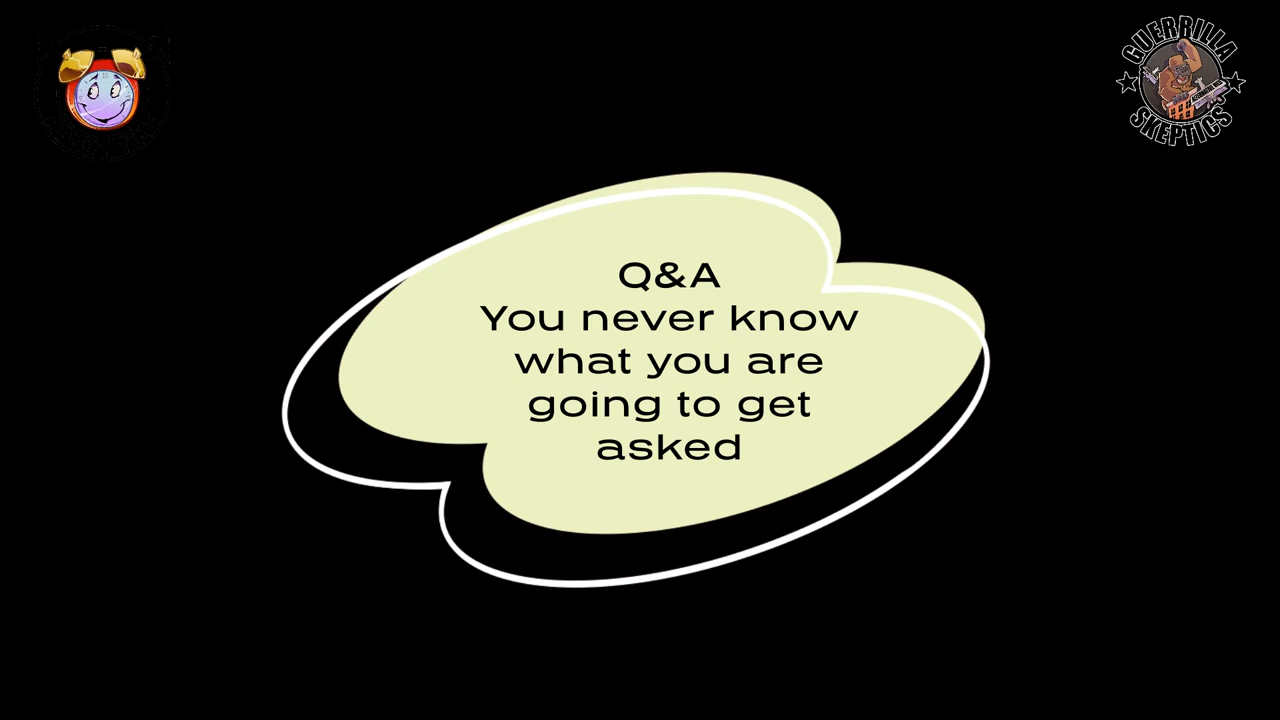 GUERRILLA
SKEPTICS
Q&A
You never know
what you are
going to get
asked